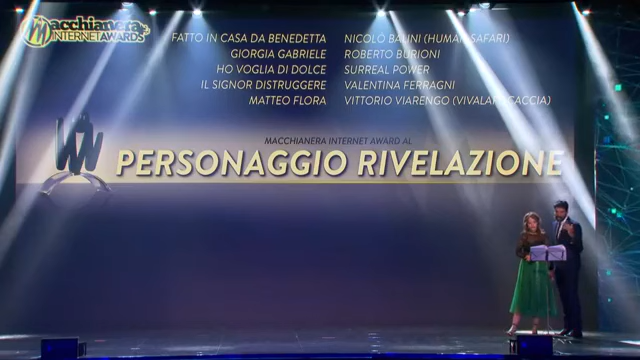 Macchianera
INTERNET AWARDS
FATTO IN CASA DA BENEDETTA
GIORGIA GABRIELE
HO VOGLIA DI DOLCE
IL SIGNOR DISTRUGGERE
MATTEO FLORA
NICOLÒ BALINI (HUMAN SAFARI)
ROBERTO BURIONI
SURREAL POWER
VALENTINA FERRAGNI
VITTORIO VIARENGO (VIVALAFOCACCIA)
MACCHIANERA INTERNET AWARD AL
PERSONAGGIO RIVELAZIONE